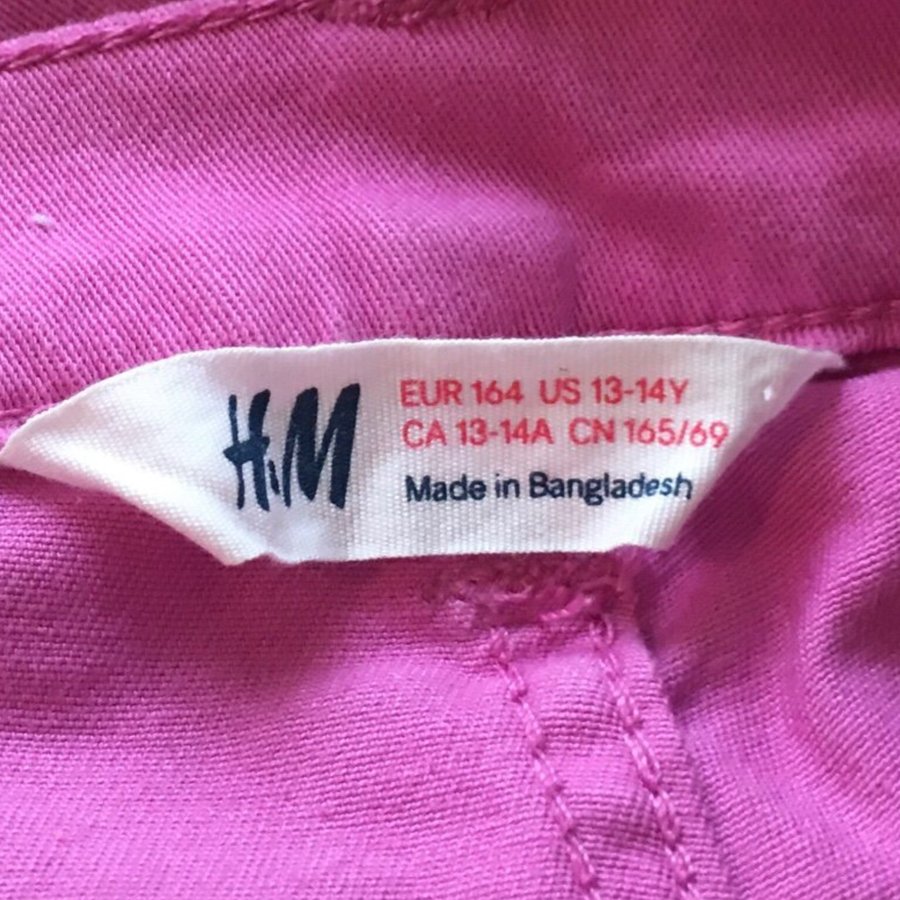 H&M
EUR 164 US 13-14Y
CA 13-14A CN 165/69
Made in Bangladesh